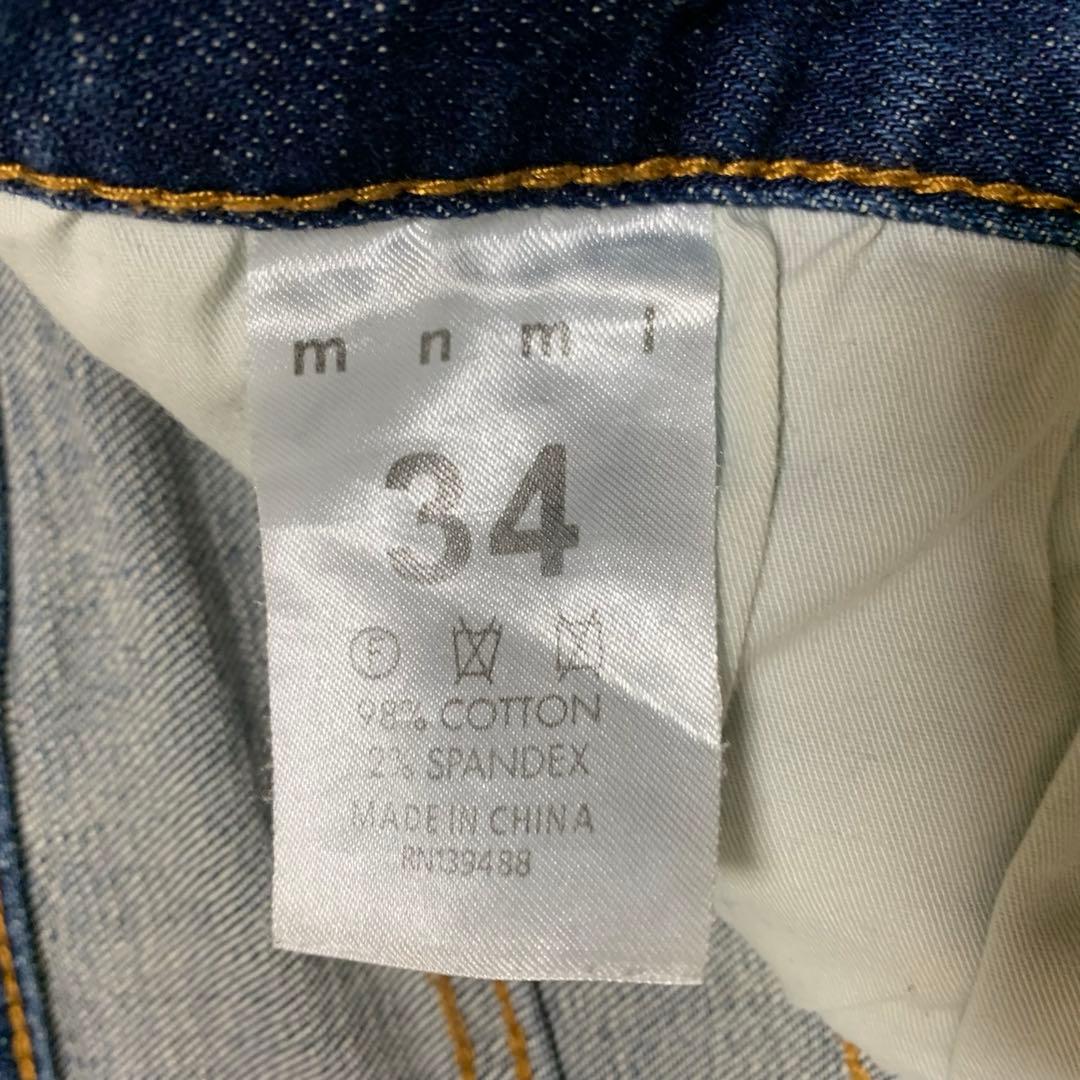 m n m l
34
98% COTTON
2% SPANDEX
MADE IN CHINA
RN139488